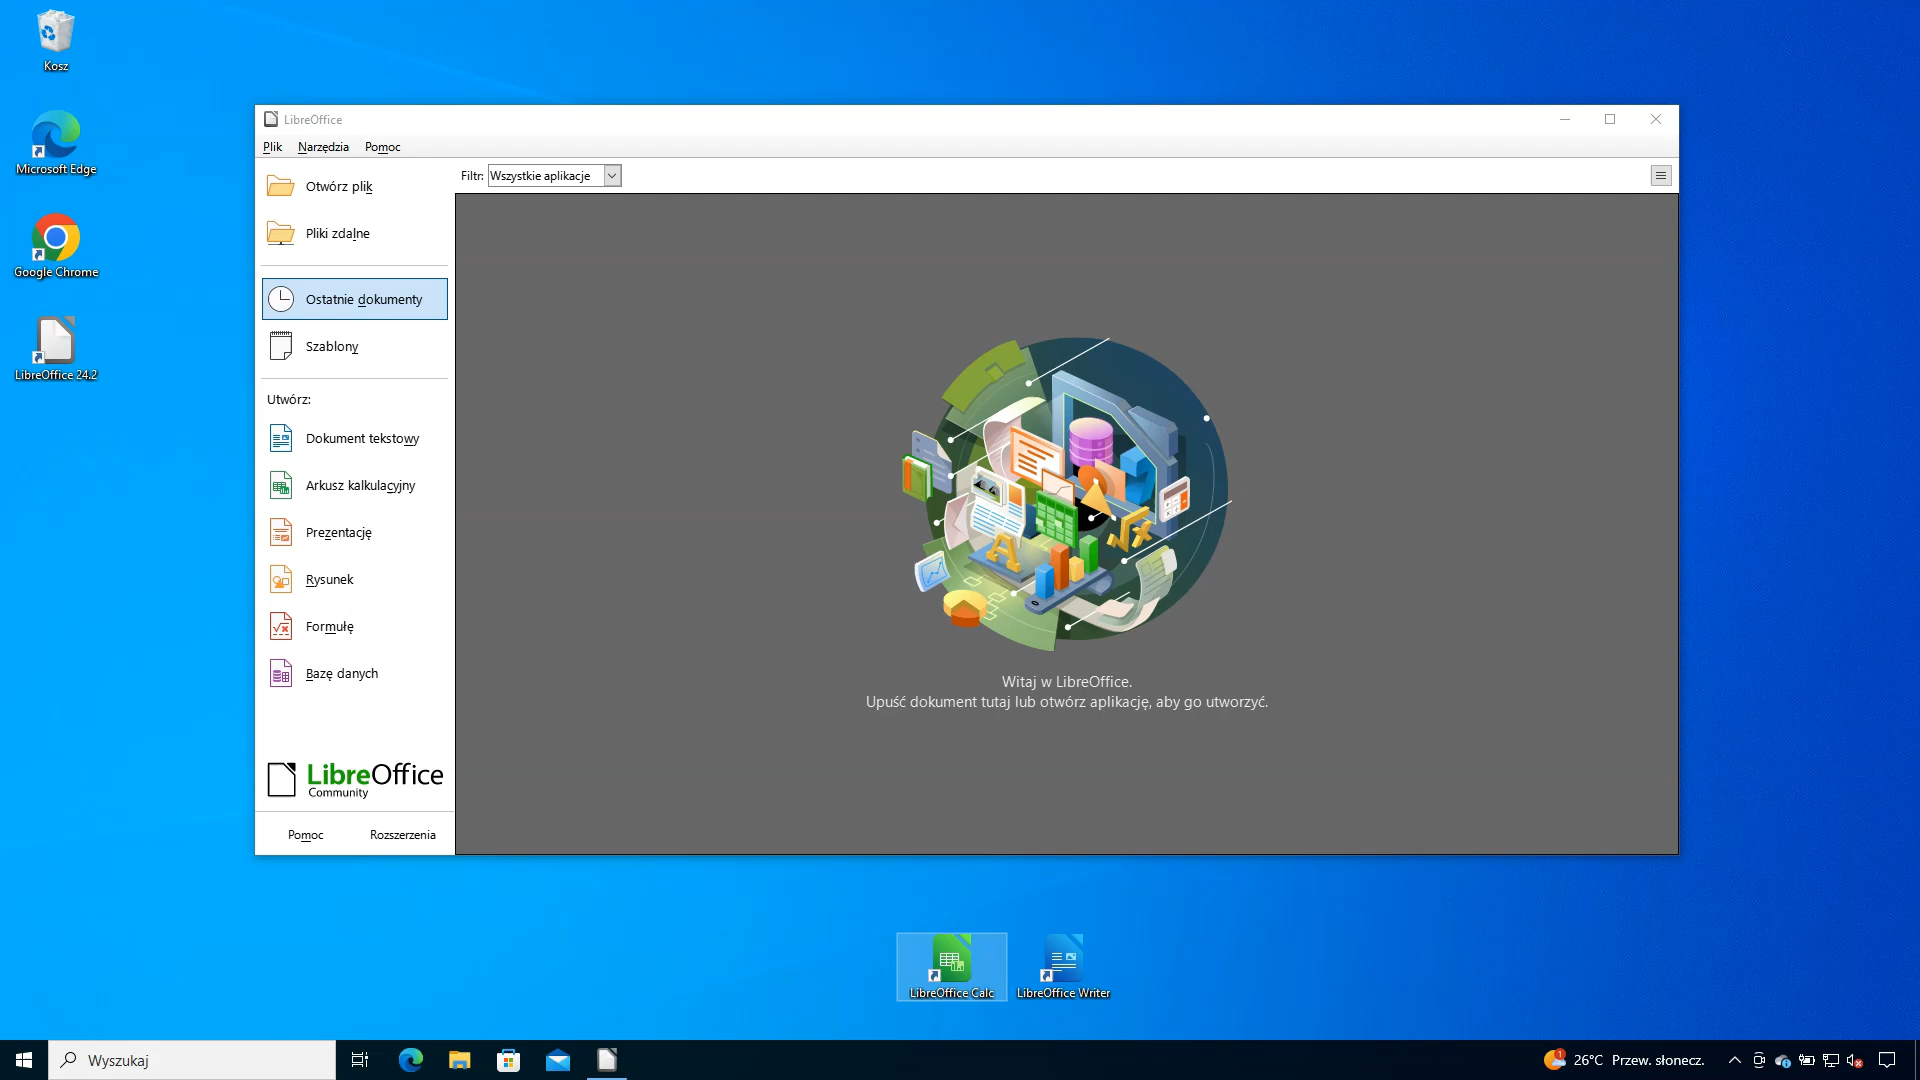 Kosz
Microsoft Edge
Google Chrome
LibreOffice 24.2
LibreOffice
Plik Narzędzia Pomoc
Otwórz plik
Pliki zdalne
Ostatnie dokumenty
Szablony
Utwórz:
Dokument tekstowy
Arkusz kalkulacyjny
Prezentację
Rysunek
Formułę
Bazę danych
LibreOffice
Community
Pomoc Rozszerzenia
Filtr: Wszystkie aplikacje
Witaj w LibreOffice.
Upuść dokument tutaj lub otwórz aplikację, aby go utworzyć.
LibreOffice Calc
LibreOffice Writer
Wyszukaj
1
26°C Przew. słonecz.